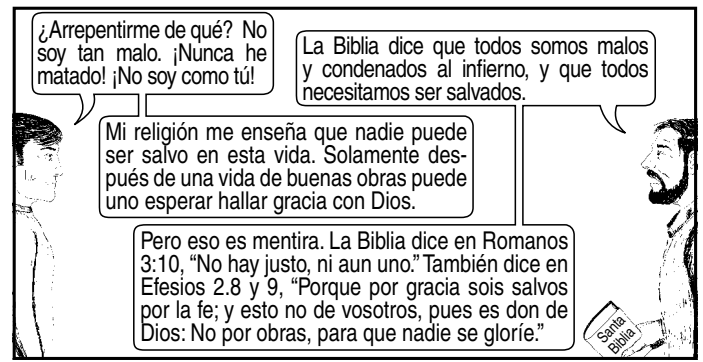 ¿Arrepentirme de qué? No
soy tan malo. ¡Nunca he
matado! ¡No soy como tú!
La Biblia dice que todos somos malos
y condenados al infierno, y que todos
necesitamos ser salvados.
Mi religión me enseña que nadie puede
ser salvo en esta vida. Solamente des-
pués de una vida de buenas obras puede
uno esperar hallar gracia con Dios.
Pero eso es mentira. La Biblia dice en Romanos
3:10, “No hay justo, ni aun uno.” También dice en
Efesios 2.8 y 9, “Porque por gracia sois salvos
por la fe; y esto no de vosotros, pues es don de
Dios: No por obras, para que nadie se gloríe.”
Santa
Biblia